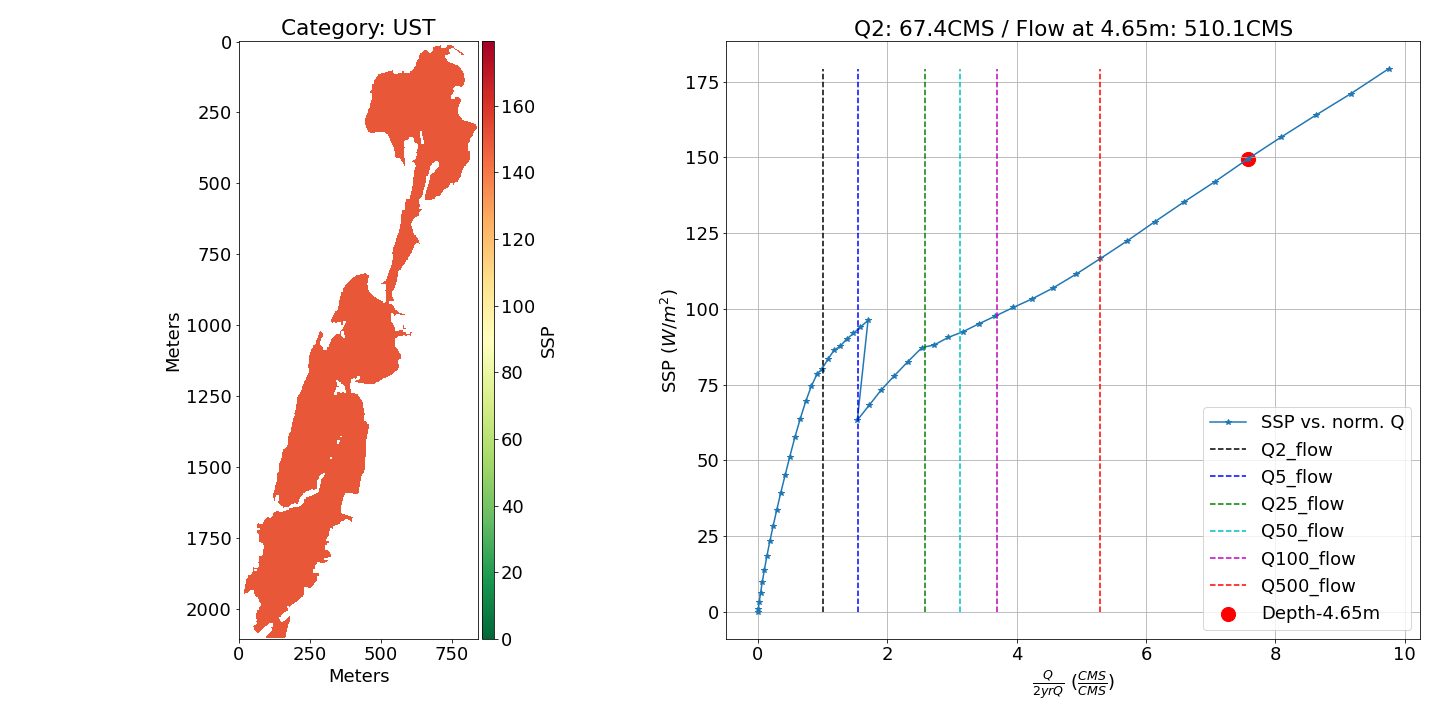 Category: UST
0
250
500
750
1000
1250
1500
1750
2000
Meters
0
250
500
750
Meters
160
140
120
100
80
60
40
20
0
SSP
Q2: 67.4CMS / Flow at 4.65m: 510.1CMS
175
150
125
100
75
50
25
0
SSP (W/m²)
0
2
4
6
8
10
Q/2yrQ (CMS/CMS)
SSP vs. norm. Q
Q2_flow
Q5_flow
Q25_flow
Q50_flow
Q100_flow
Q500_flow
Depth-4.65m